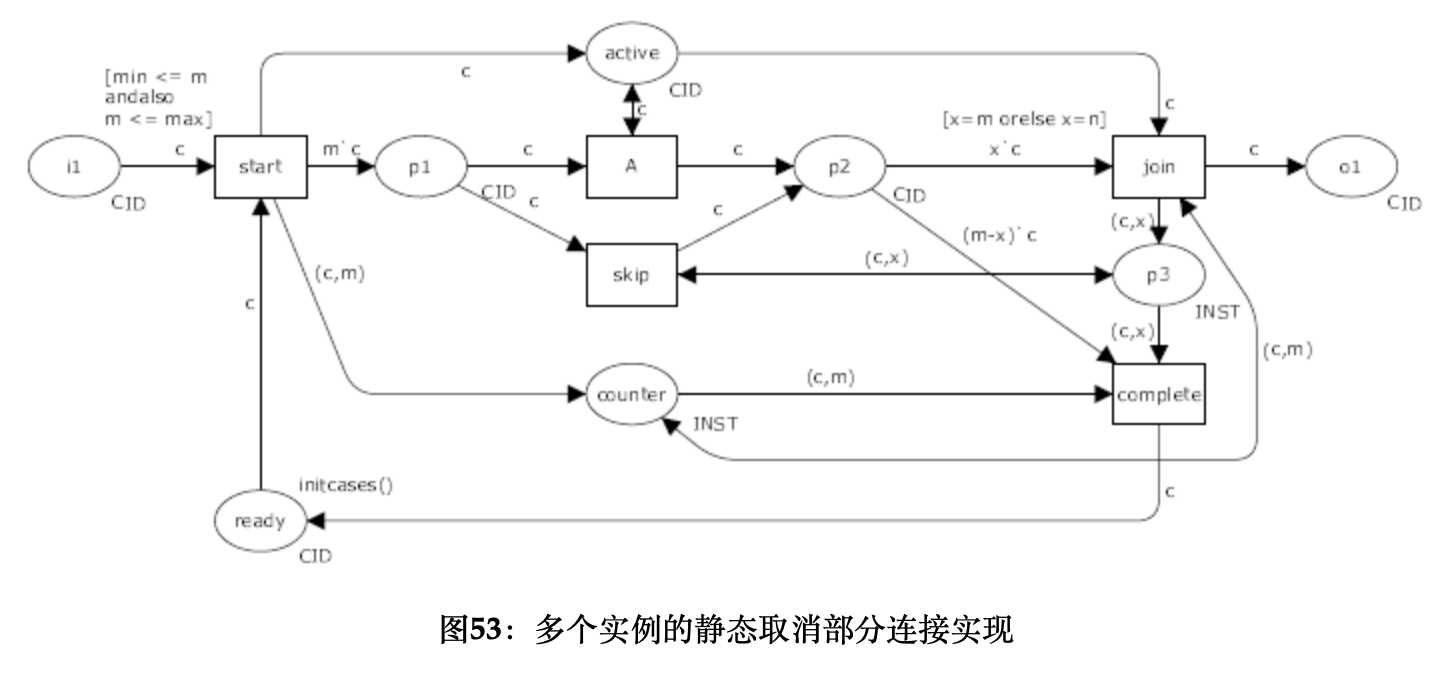 active
c
CID
[min <= m
andalso
m <= max]
c
c
[x=m orelse x=n]
i1
c
start
m`c
p1
c
A
c
p2
x`c
join
c
o1
CID
CID
c
c
CID
CID
(c,m)
skip
(c,x)
(m-x)`c
(c,x)
p3
INST
c
(c,x)
(c,m)
counter
INST
(c,m)
complete
initcases()
c
ready
CID
图53：多个实例的静态取消部分连接实现